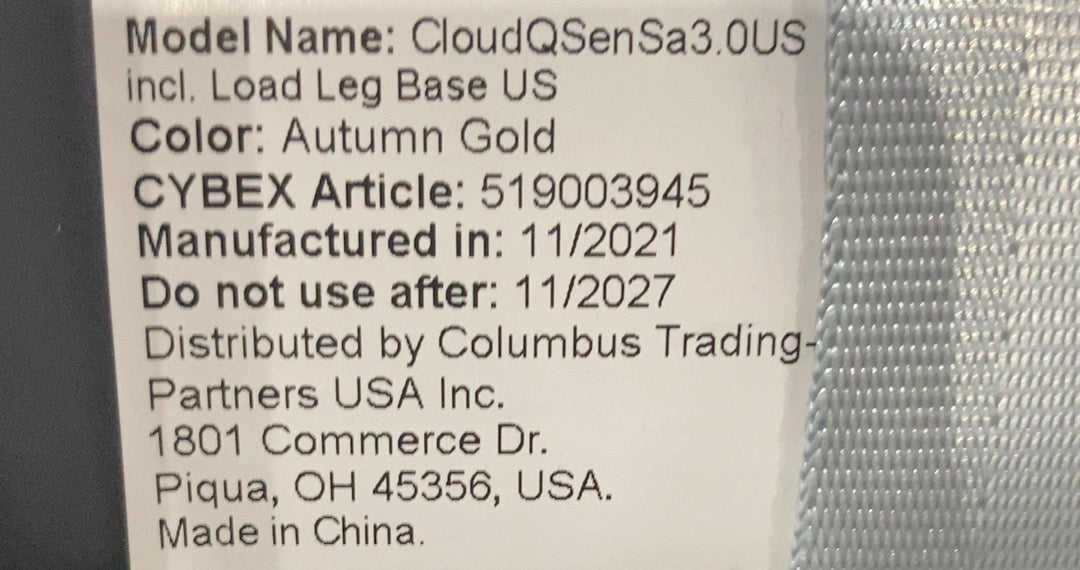 Model Name: CloudQSenSa3.0US
incl. Load Leg Base US
Color: Autumn Gold
CYBEX Article: 519003945
Manufactured in: 11/2021
Do not use after: 11/2027
Distributed by Columbus Trading-
Partners USA Inc.
1801 Commerce Dr.
Piqua, OH 45356, USA.
Made in China.